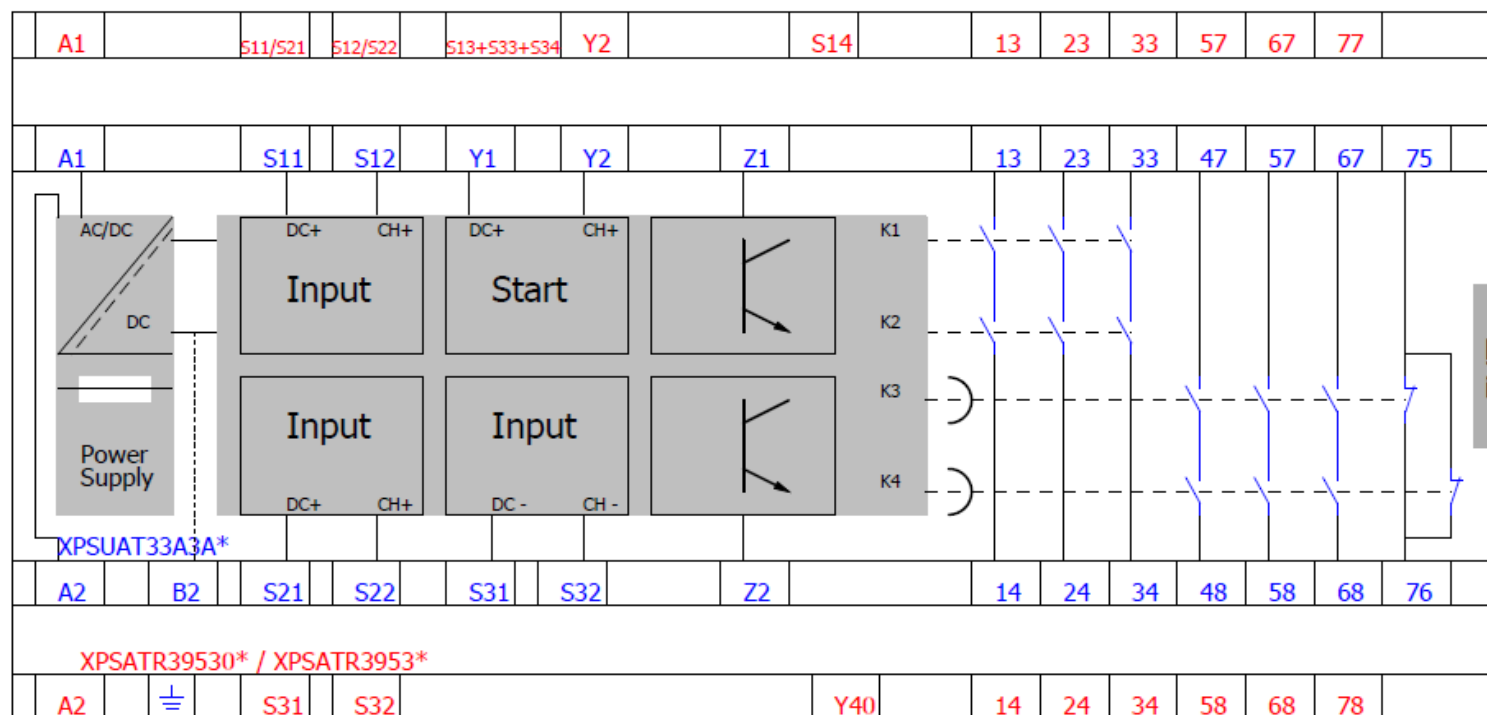 A1 S11/S21 S12/S22 S13+S33+S34 Y2 S14 13 23 33 57 67 77
A1 S11 S12 Y1 Y2 Z1 13 23 33 47 57 67 75
AC/DC DC+ CH+ DC+ CH+ K1
Input Start
DC K2
K3
Input Input
Power
Supply K4
DC+ CH+ DC - CH -
XPSUAT33A3A*
A2 B2 S21 S22 S31 S32 Z2 14 24 34 48 58 68 76
XPSATR39530* / XPSATR3953*
A2 S31 S32 Y40 14 24 34 58 68 78